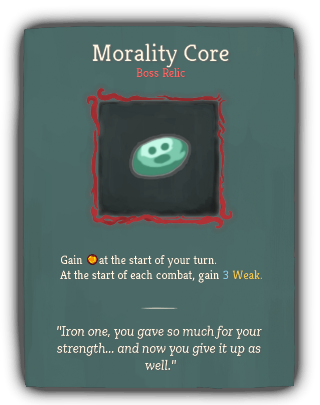 Morality Core
Boss Relic
Gain at the start of your turn.
At the start of each combat, gain 3 Weak.
"Iron one, you gave so much for your
strength... and now you give it up as
well."